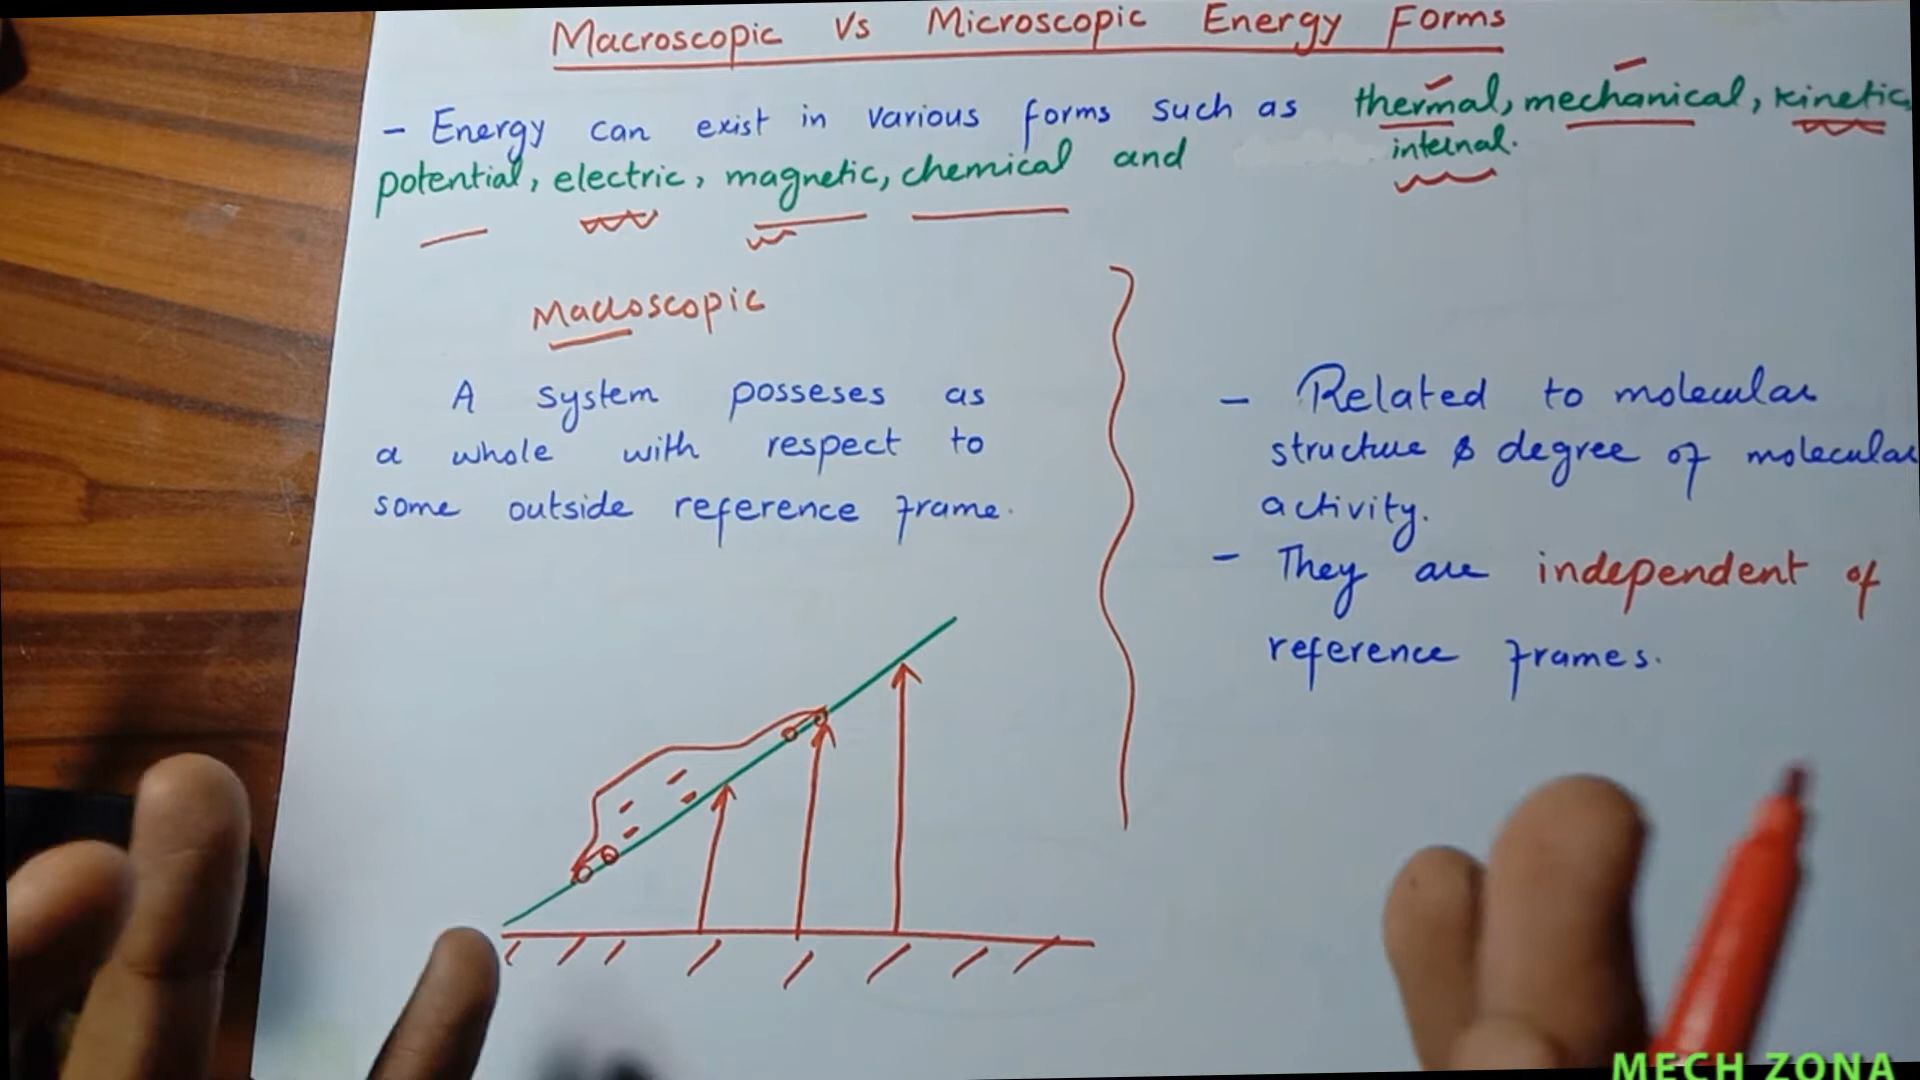 Macroscopic Vs Microscopic Energy Forms
- Energy can exist in various forms such as thermal, mechanical, kinetic,
potential, electric, magnetic, chemical and internal.
Macroscopic
A system posseses as
a whole with respect to
some outside reference frame.
- Related to molecular
structure & degree of molecular
activity.
- They are independent of
reference frames.
MECH ZONA